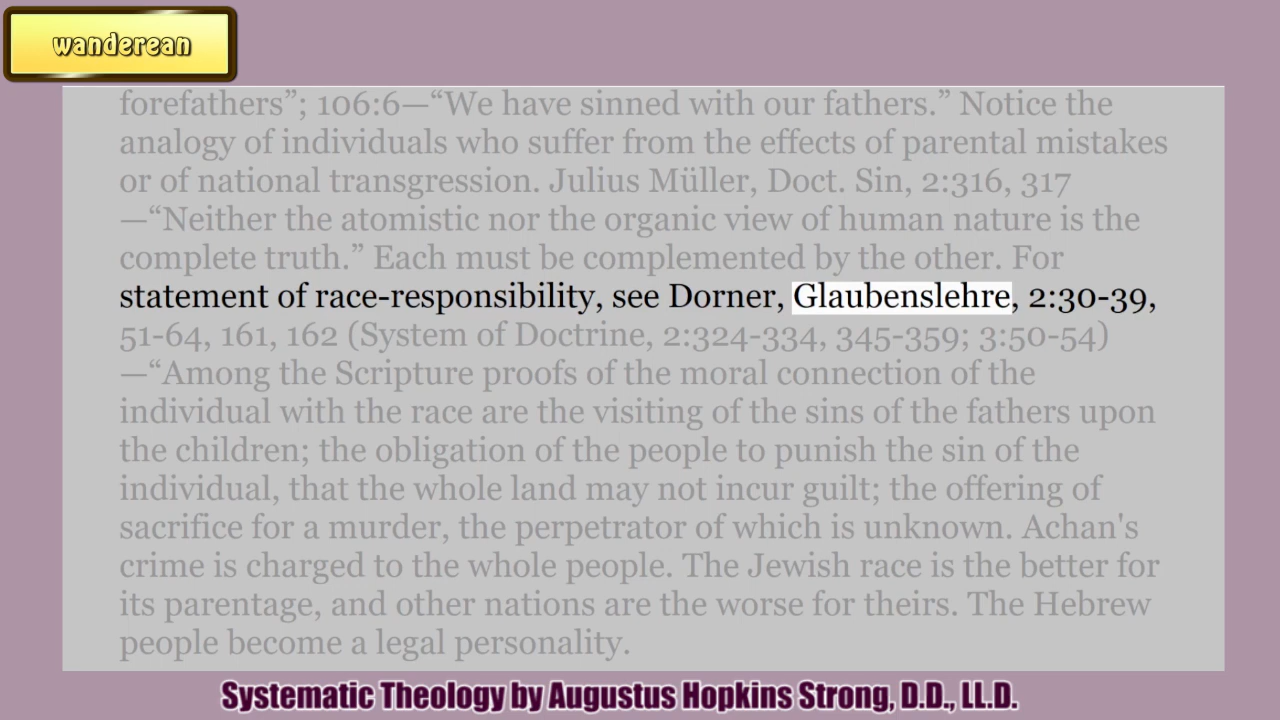 wanderean
forefathers”; 106:6—“We have sinned with our fathers.” Notice the
analogy of individuals who suffer from the effects of parental mistakes
or of national transgression. Julius Müller, Doct. Sin, 2:316, 317
—“Neither the atomistic nor the organic view of human nature is the
complete truth.” Each must be complemented by the other. For
statement of race-responsibility, see Dorner, Glaubenslehre, 2:30-39,
51-64, 161, 162 (System of Doctrine, 2:324-334, 345-359; 3:50-54)
—“Among the Scripture proofs of the moral connection of the
individual with the race are the visiting of the sins of the fathers upon
the children; the obligation of the people to punish the sin of the
individual, that the whole land may not incur guilt; the offering of
sacrifice for a murder, the perpetrator of which is unknown. Achan's
crime is charged to the whole people. The Jewish race is the better for
its parentage, and other nations are the worse for theirs. The Hebrew
people become a legal personality.
Systematic Theology by Augustus Hopkins Strong, D.D., LL.D.